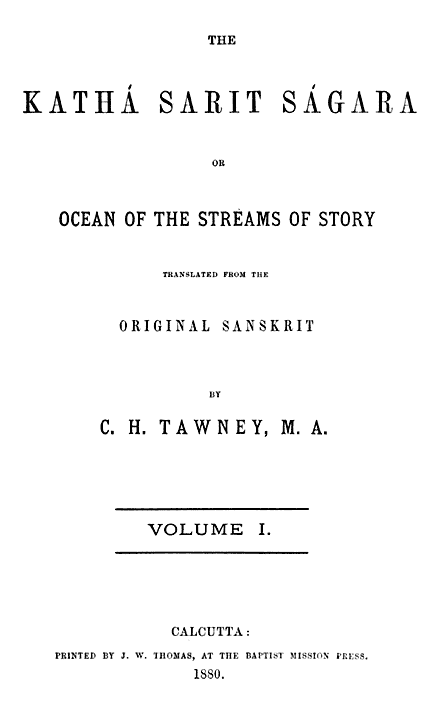 THE
KATHÁ SARIT SÁGARA
OR
OCEAN OF THE STREAMS OF STORY
TRANSLATED FROM THE
ORIGINAL SANSKRIT
BY
C. H. TAWNEY, M. A.
VOLUME I.
CALCUTTA:
PRINTED BY J. W. THOMAS, AT THE BAPTIST MISSION PRESS.
1880.